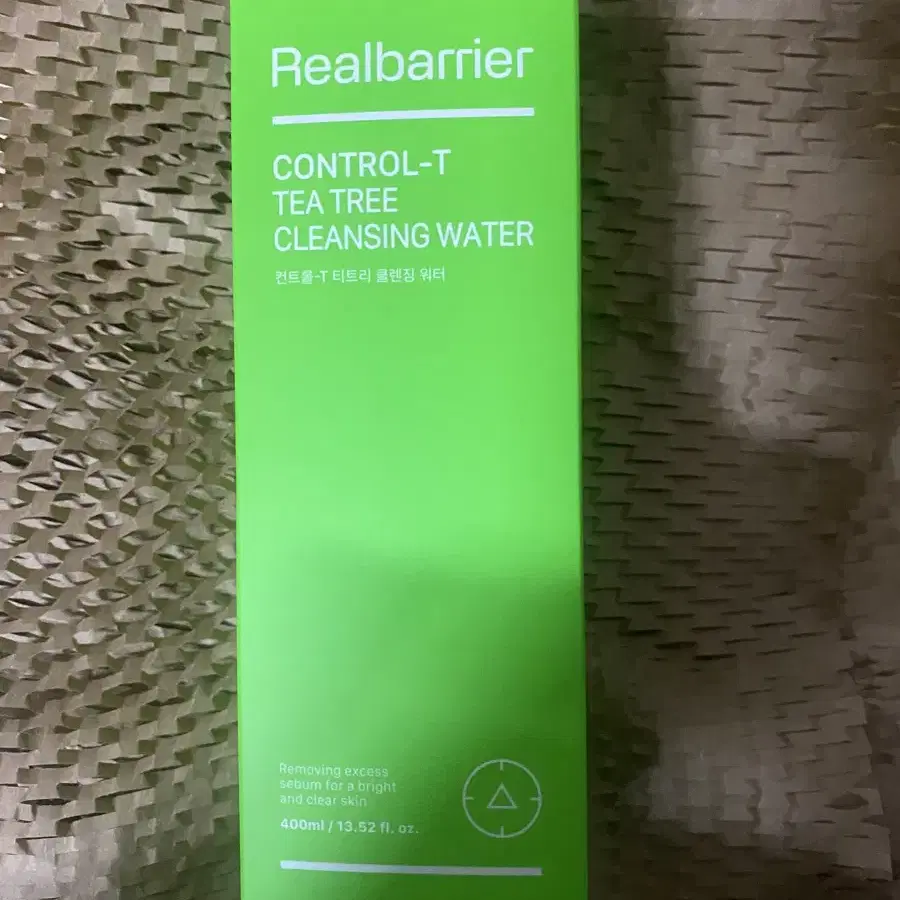 Realbarrier
CONTROL-T
TEA TREE
CLEANSING WATER
컨트롤-T 티트리 클렌징 워터
Removing excess
sebum for a bright
and clear skin
400ml / 13.52 fl. oz.